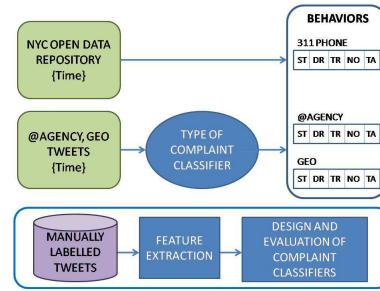 BEHAVIORS
NYC OPEN DATA
REPOSITORY
{Time}
311 PHONE
ST DR TR NO TA
@AGENCY, GEO
TWEETS
{Time}
TYPE OF
COMPLAINT
CLASSIFIER
@AGENCY
ST DR TR NO TA
GEO
ST DR TR NO TA
MANUALLY
LABELLED
TWEETS
FEATURE
EXTRACTION
DESIGN AND
EVALUATION OF
COMPLAINT
CLASSIFIERS